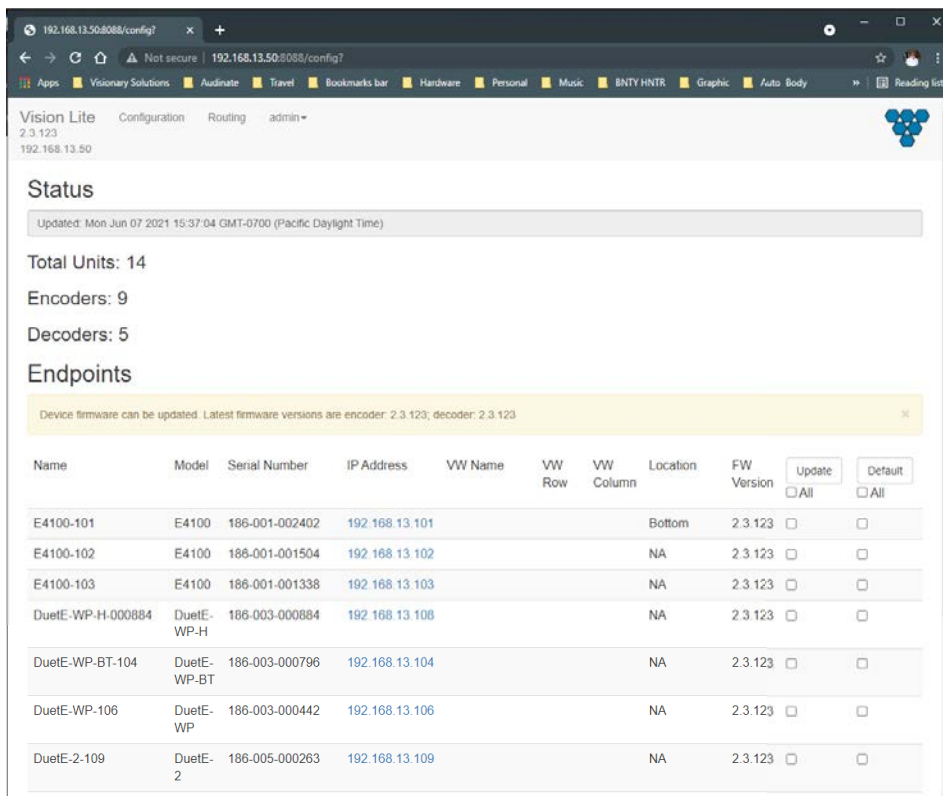 192.168.13.50:8088/config?
Not secure | 192.168.13.50:8088/config?
Apps Visionary Solutions Audinate Travel Bookmarks bar Hardware Personal Music BNTY HNTR Graphic Auto Body » Reading list
Vision Lite Configuration Routing admin
2.3.123
192.168.13.50
Status
Updated: Mon Jun 07 2021 15:37:04 GMT-0700 (Pacific Daylight Time)
Total Units: 14
Encoders: 9
Decoders: 5
Endpoints
Device firmware can be updated. Latest firmware versions are encoder: 2.3.123; decoder: 2.3.123 ×
Name Model Serial Number IP Address VW Name VW Row VW Column Location FW Version Update All Default All
E4100-101 E4100 186-001-002402 192.168.13.101 Bottom 2.3.123
E4100-102 E4100 186-001-001504 192.168.13.102 NA 2.3.123
E4100-103 E4100 186-001-001338 192.168.13.103 NA 2.3.123
DuetE-WP-H-000884 DuetE-WP-H 186-003-000884 192.168.13.108 NA 2.3.123
DuetE-WP-BT-104 DuetE-WP-BT 186-003-000796 192.168.13.104 NA 2.3.123
DuetE-WP-106 DuetE-WP 186-003-000442 192.168.13.106 NA 2.3.123
DuetE-2-109 DuetE-2 186-005-000263 192.168.13.109 NA 2.3.123